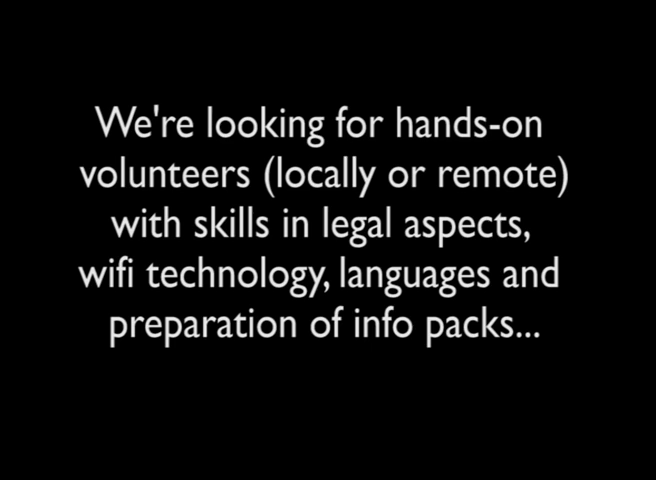 We're looking for hands-on
volunteers (locally or remote)
with skills in legal aspects,
wifi technology, languages and
preparation of info packs...